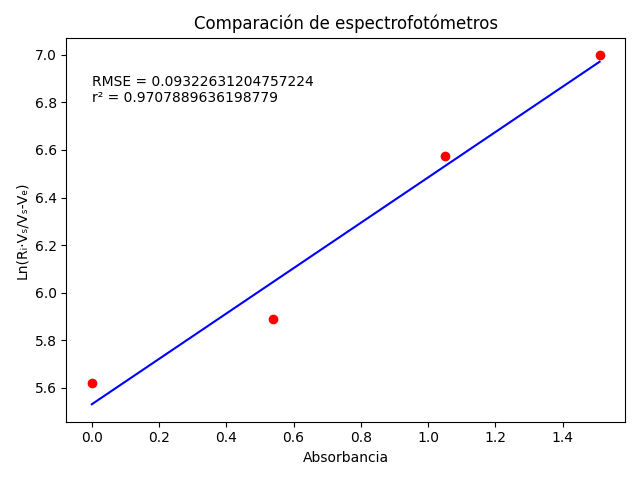 Comparación de espectrofotómetros
RMSE = 0.09322631204757224
r² = 0.9707889636198779
Ln(Rᵢ·Vₛ/Vₛ-Vₑ)
7.0
6.8
6.6
6.4
6.2
6.0
5.8
5.6
0.0 0.2 0.4 0.6 0.8 1.0 1.2 1.4
Absorbancia